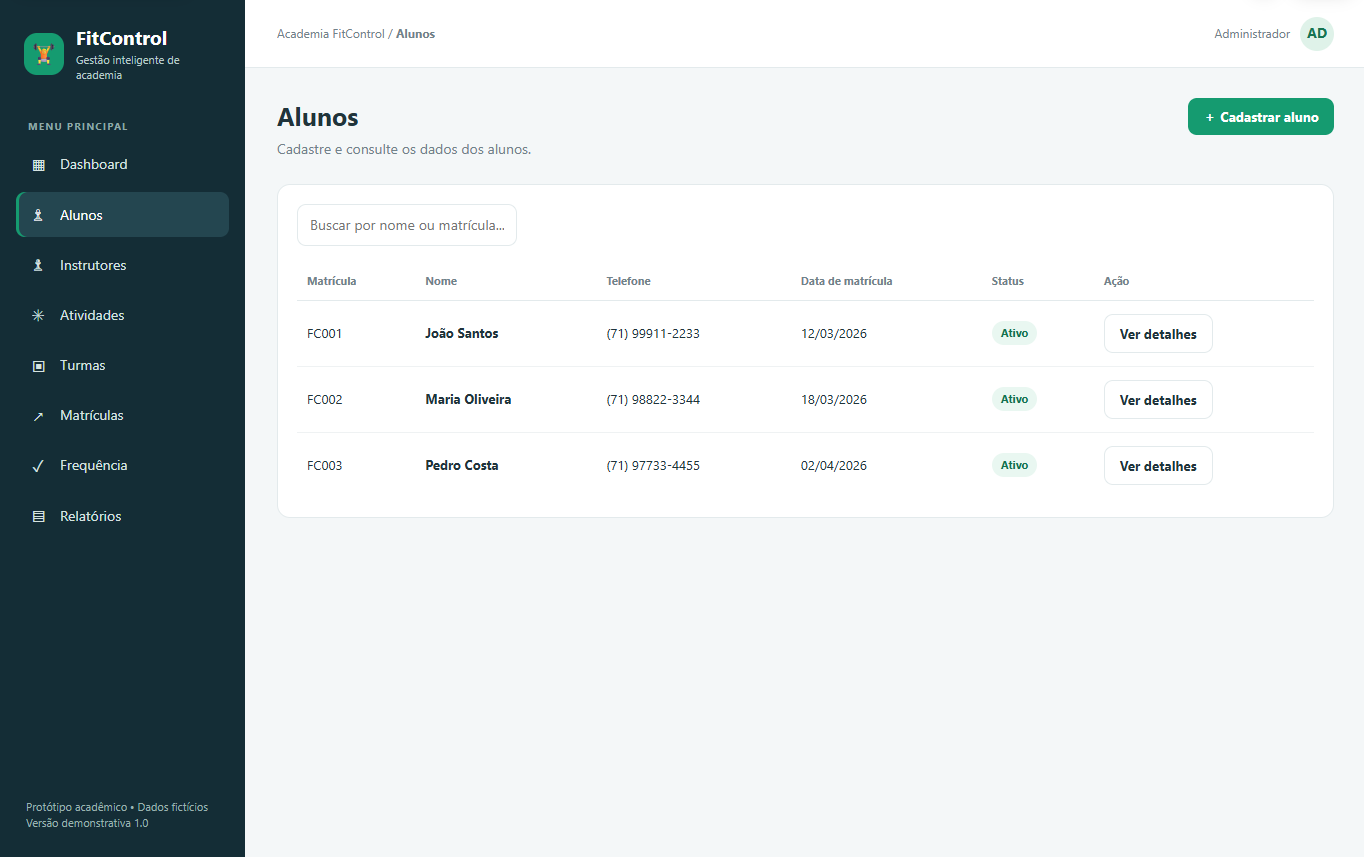 FitControl
Gestão inteligente de
academia
MENU PRINCIPAL
Dashboard
Alunos
Instrutores
Atividades
Turmas
Matrículas
Frequência
Relatórios
Protótipo acadêmico • Dados fictícios
Versão demonstrativa 1.0
Academia FitControl / Alunos
Administrador AD
Alunos
Cadastre e consulte os dados dos alunos.
+ Cadastrar aluno
Buscar por nome ou matrícula...
Matrícula Nome Telefone Data de matrícula Status Ação
FC001 João Santos (71) 99911-2233 12/03/2026 Ativo Ver detalhes
FC002 Maria Oliveira (71) 98822-3344 18/03/2026 Ativo Ver detalhes
FC003 Pedro Costa (71) 97733-4455 02/04/2026 Ativo Ver detalhes